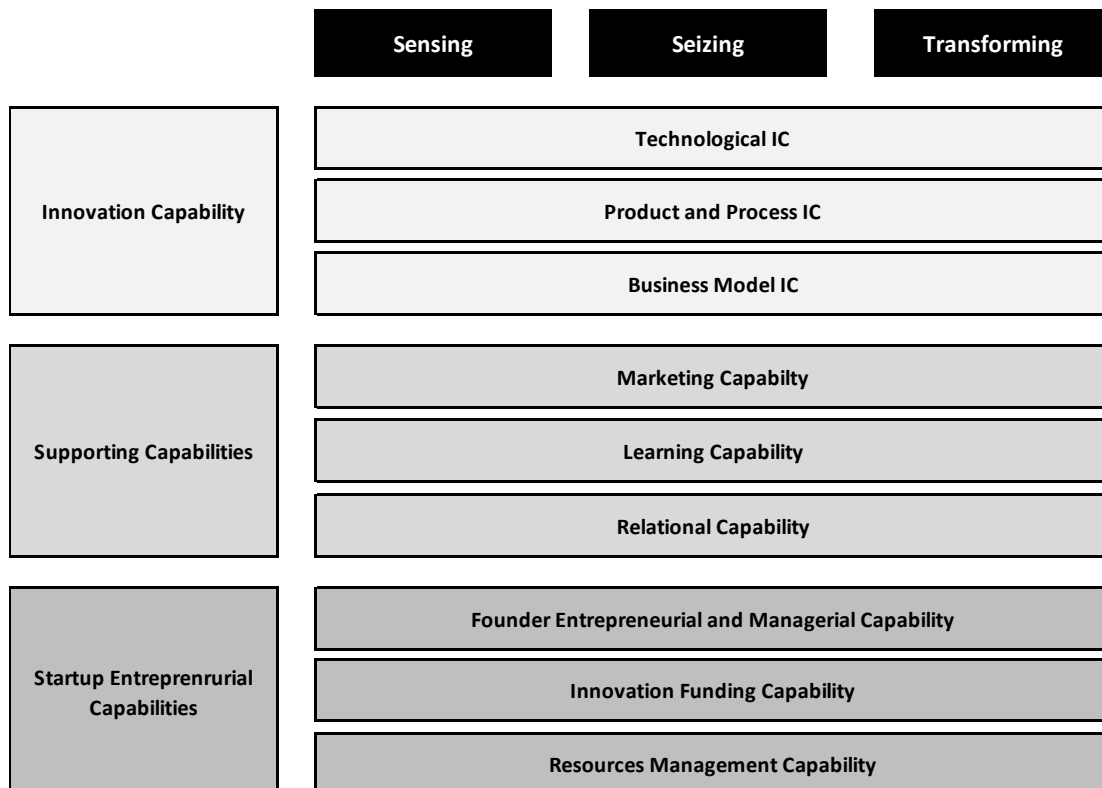 Sensing
Seizing
Transforming
Innovation Capability
Technological IC
Product and Process IC
Business Model IC
Supporting Capabilities
Marketing Capabilty
Learning Capability
Relational Capability
Startup Entreprenrurial
Capabilities
Founder Entrepreneurial and Managerial Capability
Innovation Funding Capability
Resources Management Capability